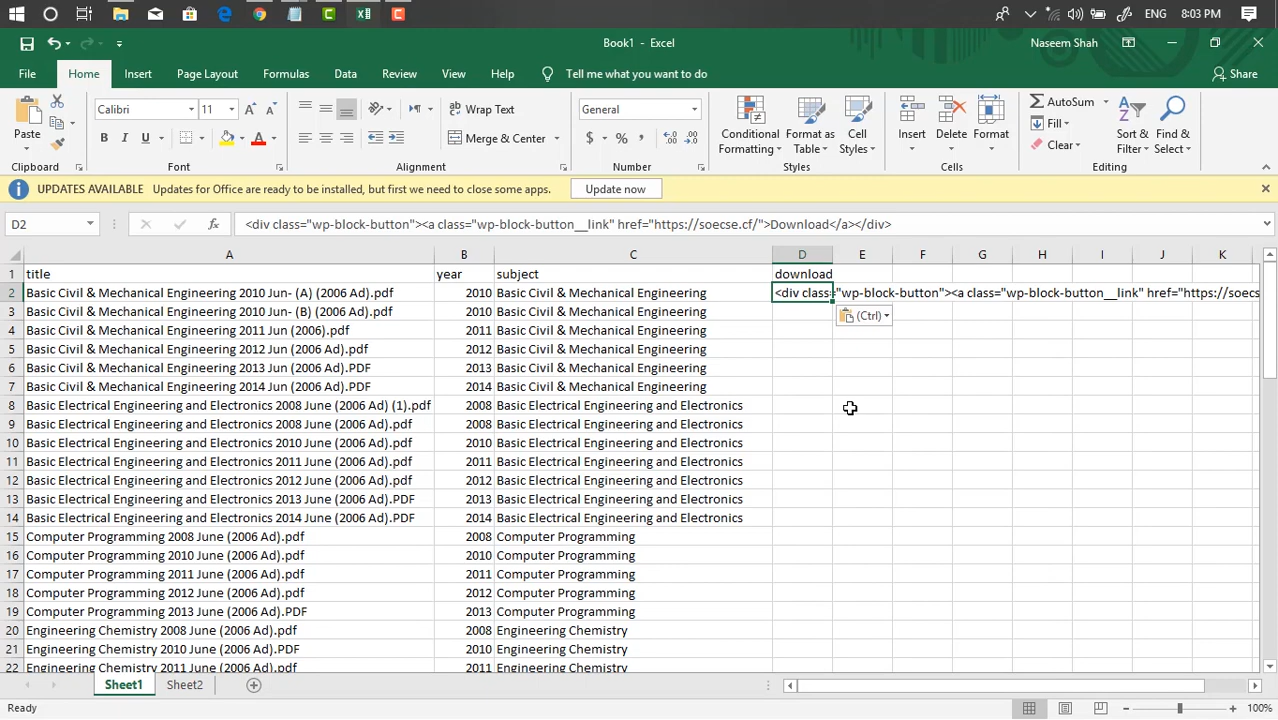 ENG 8:03 PM
Book1 - Excel
Naseem Shah
File Home Insert Page Layout Formulas Data Review View Help Tell me what you want to do Share
Paste
Clipboard
Calibri 11
B I U
Font
Wrap Text
Merge & Center
Alignment
General
$ % ,
Number
Conditional Formatting
Format as Table
Cell Styles
Styles
Insert Delete Format
Cells
AutoSum
Fill
Clear
Sort & Filter
Find & Select
Editing
UPDATES AVAILABLE Updates for Office are ready to be installed, but first we need to close some apps. Update now
D2 fx <div class="wp-block-button"><a class="wp-block-button__link" href="https://soecse.cf/">Download</a></div>
A B C D E F G H I J K
1 title year subject download
2 Basic Civil & Mechanical Engineering 2010 Jun- (A) (2006 Ad).pdf 2010 Basic Civil & Mechanical Engineering <div class="wp-block-button"><a class="wp-block-button__link" href="https://soecs
3 Basic Civil & Mechanical Engineering 2010 Jun- (B) (2006 Ad).pdf 2010 Basic Civil & Mechanical Engineering (Ctrl)
4 Basic Civil & Mechanical Engineering 2011 Jun (2006).pdf 2011 Basic Civil & Mechanical Engineering
5 Basic Civil & Mechanical Engineering 2012 Jun (2006 Ad).pdf 2012 Basic Civil & Mechanical Engineering
6 Basic Civil & Mechanical Engineering 2013 Jun (2006 Ad).PDF 2013 Basic Civil & Mechanical Engineering
7 Basic Civil & Mechanical Engineering 2014 Jun (2006 Ad).PDF 2014 Basic Civil & Mechanical Engineering
8 Basic Electrical Engineering and Electronics 2008 June (2006 Ad) (1).pdf 2008 Basic Electrical Engineering and Electronics
9 Basic Electrical Engineering and Electronics 2008 June (2006 Ad).pdf 2008 Basic Electrical Engineering and Electronics
10 Basic Electrical Engineering and Electronics 2010 June (2006 Ad).pdf 2010 Basic Electrical Engineering and Electronics
11 Basic Electrical Engineering and Electronics 2011 June (2006 Ad).pdf 2011 Basic Electrical Engineering and Electronics
12 Basic Electrical Engineering and Electronics 2012 June (2006 Ad).pdf 2012 Basic Electrical Engineering and Electronics
13 Basic Electrical Engineering and Electronics 2013 June (2006 Ad).PDF 2013 Basic Electrical Engineering and Electronics
14 Basic Electrical Engineering and Electronics 2014 June (2006 Ad).PDF 2014 Basic Electrical Engineering and Electronics
15 Computer Programming 2008 June (2006 Ad).pdf 2008 Computer Programming
16 Computer Programming 2010 June (2006 Ad).pdf 2010 Computer Programming
17 Computer Programming 2011 June (2006 Ad).pdf 2011 Computer Programming
18 Computer Programming 2012 June (2006 Ad).pdf 2012 Computer Programming
19 Computer Programming 2013 June (2006 Ad).PDF 2013 Computer Programming
20 Engineering Chemistry 2008 June (2006 Ad).pdf 2008 Engineering Chemistry
21 Engineering Chemistry 2010 June (2006 Ad).PDF 2010 Engineering Chemistry
22 Engineering Chemistry 2011 June (2006 Ad).pdf 2011 Engineering Chemistry
Sheet1 Sheet2
Ready 100%